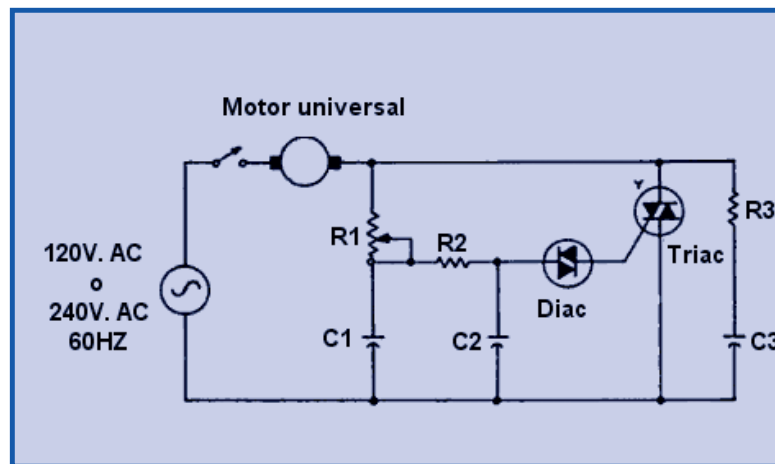 Motor universal
R1
R2
R3
120V. AC
o
240V. AC
60HZ
Triac
Diac
C1
C2
C3